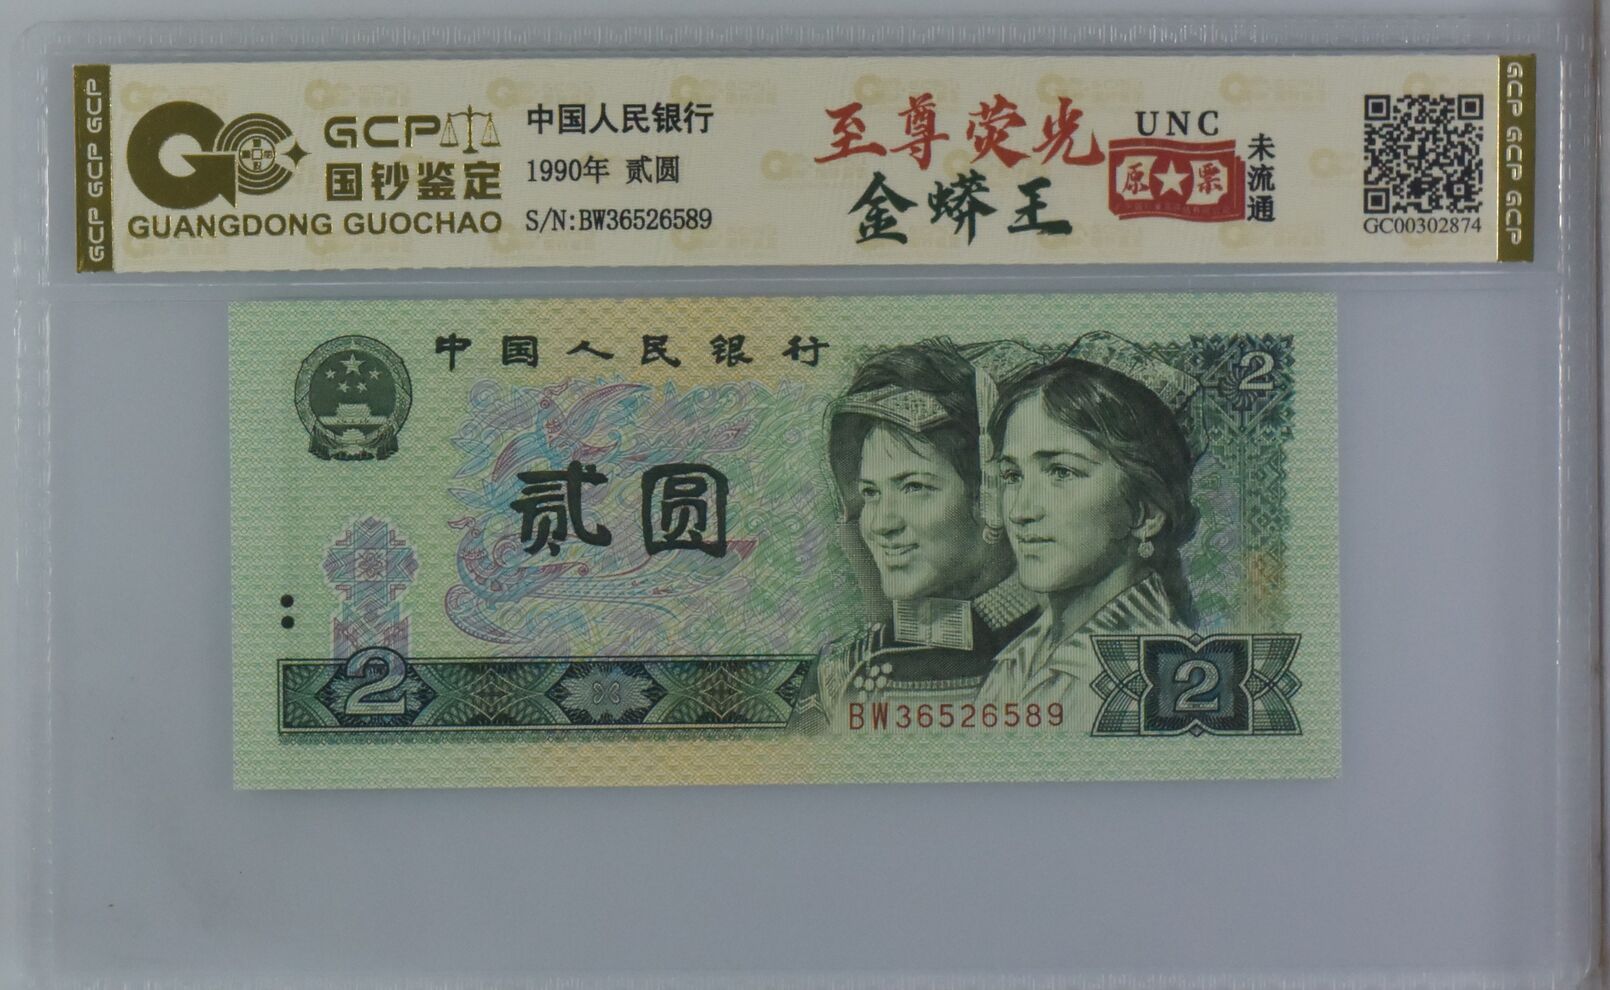 GCP GCP GCP
GCP
国钞鉴定
GUANGDONG GUOCHAO
中国人民银行
1990年 贰圆
S/N:BW36526589
至尊荧光
金蟒王
UNC
原★票
未流通
GC00302874
GCP GCP GCP
中国人民银行
2
贰圆
2
BW36526589
2